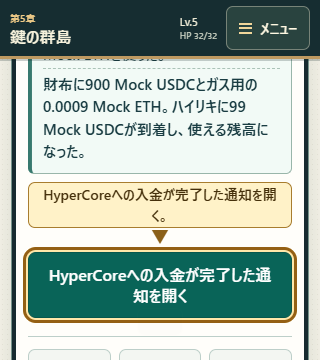 第5章
鍵の群島
Lv.5
HP 32/32
メニュー
財布に900 Mock USDCとガス用の
0.0009 Mock ETH。ハイリキに99
Mock USDCが到着し、使える残高に
なった。
HyperCoreへの入金が完了した通知を開
く。
HyperCoreへの入金が完了した通
知を開く